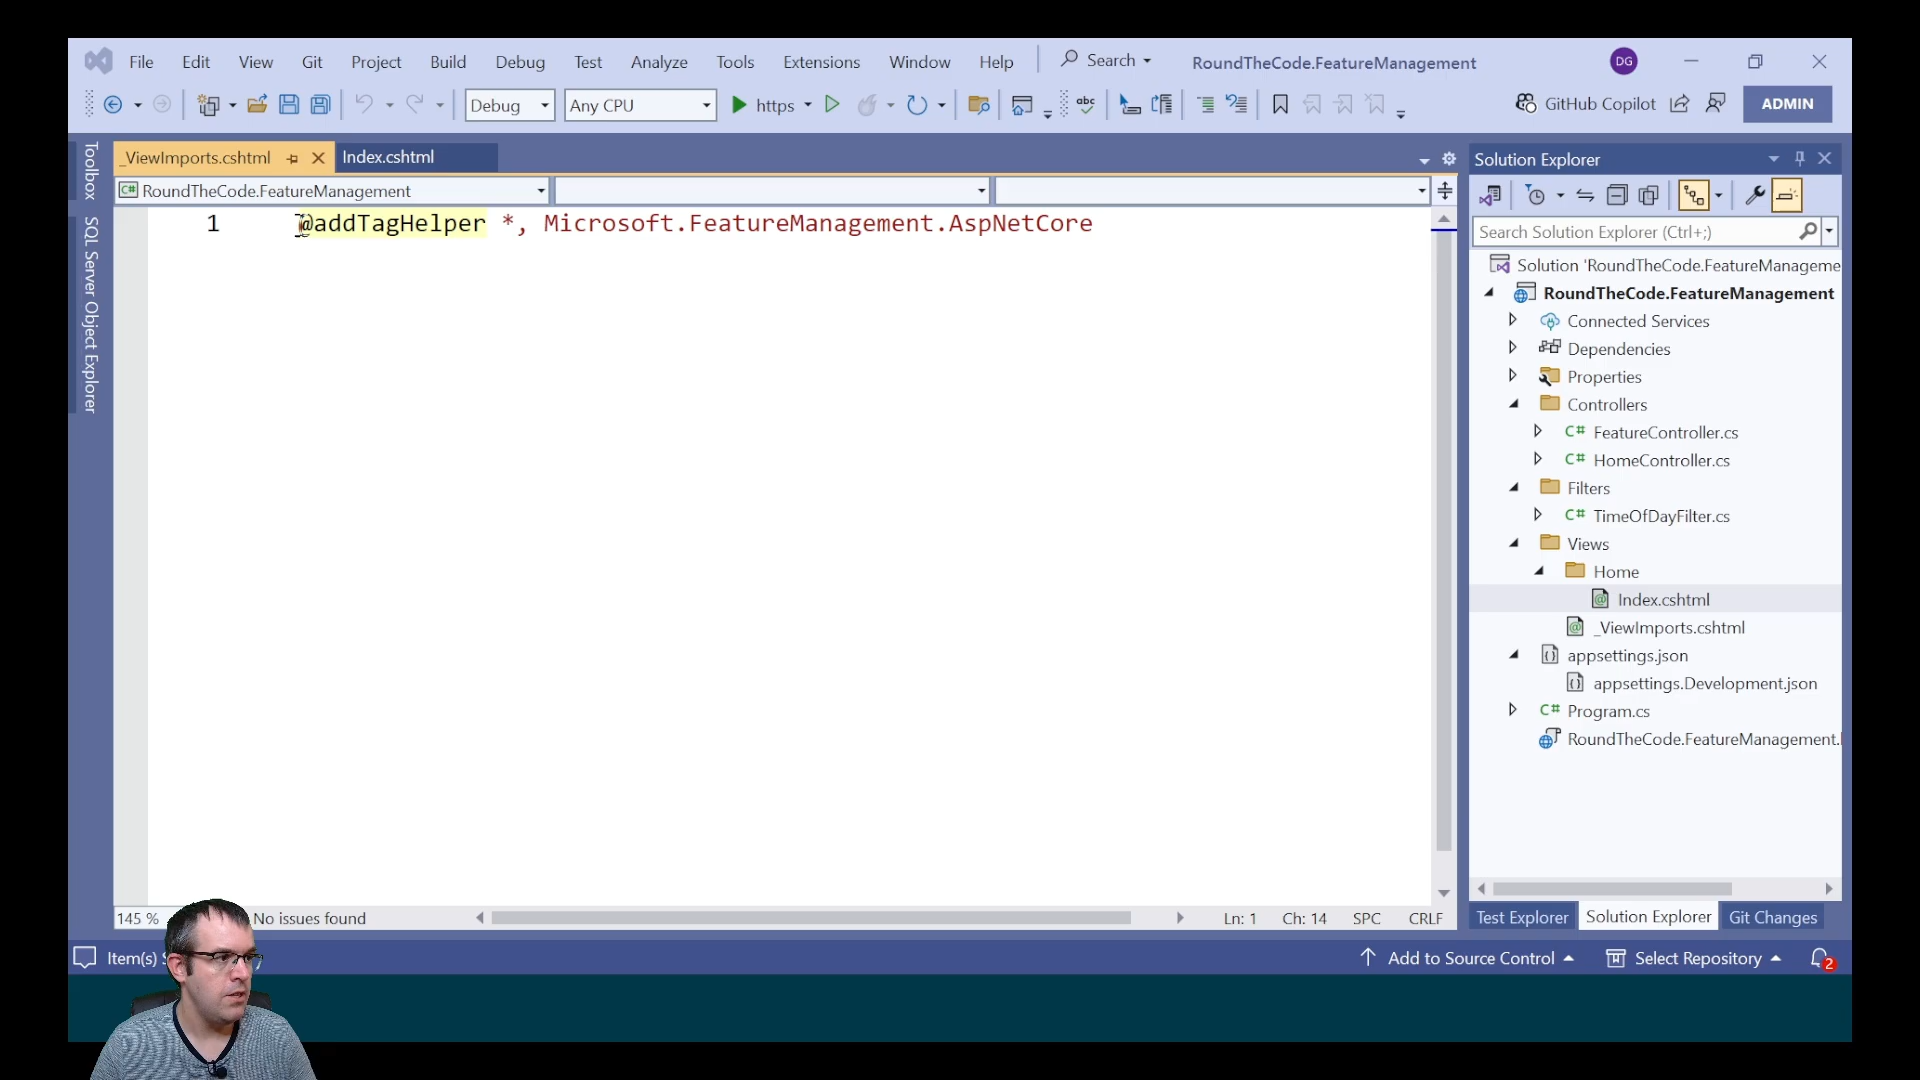 File Edit View Git Project Build Debug Test Analyze Tools Extensions Window Help Search RoundTheCode.FeatureManagement DG
Debug Any CPU https abc GitHub Copilot ADMIN
Toolbox
SQL Server Object Explorer
_ViewImports.cshtml Index.cshtml
RoundTheCode.FeatureManagement
1 @addTagHelper *, Microsoft.FeatureManagement.AspNetCore
145 % No issues found Ln: 1 Ch: 14 SPC CRLF
Solution Explorer
Search Solution Explorer (Ctrl+;)
Solution 'RoundTheCode.FeatureManageme
RoundTheCode.FeatureManagement
Connected Services
Dependencies
Properties
Controllers
C# FeatureController.cs
C# HomeController.cs
Filters
C# TimeOfDayFilter.cs
Views
Home
Index.cshtml
_ViewImports.cshtml
appsettings.json
appsettings.Development.json
C# Program.cs
RoundTheCode.FeatureManagement.
Test Explorer Solution Explorer Git Changes
Item(s) Add to Source Control Select Repository 2